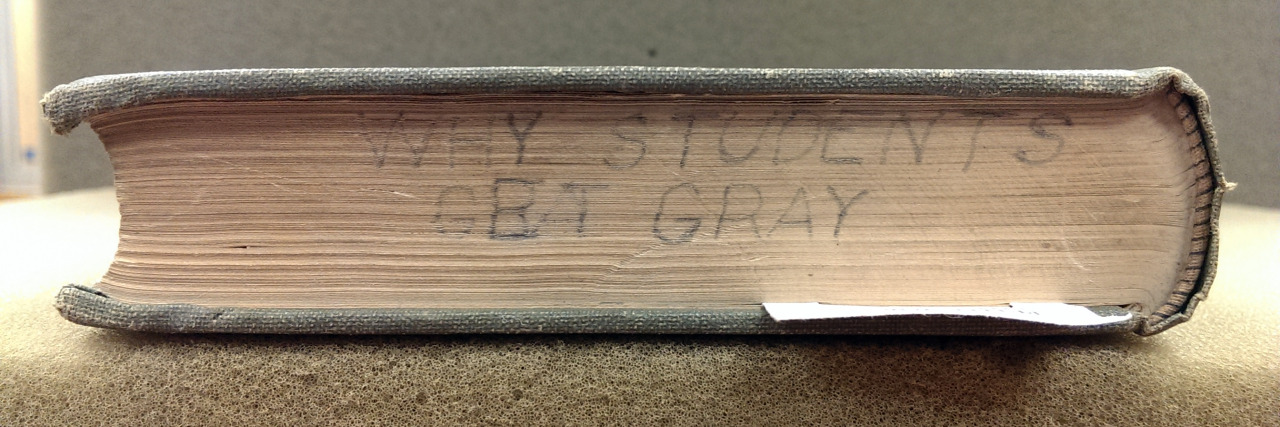 WHY STUDENTS
GET GRAY